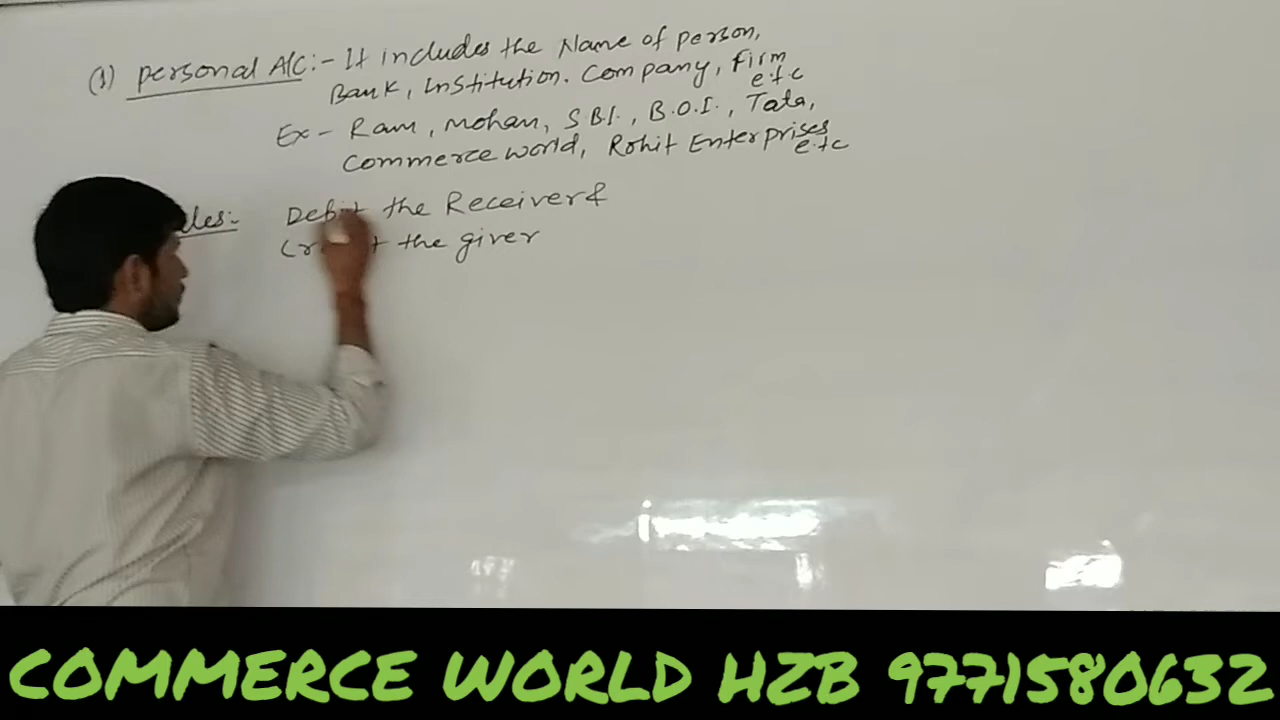 (1) personal A/C:- It includes the Name of person,
Bank, Institution. Company, firm
etc
Ex- Ram, Mohan, SBI., B.O.I., Tata,
Commerce world, Rohit Enterprises
etc
Debit the Receiver &
the giver
COMMERCE WORLD HZB 9771580632